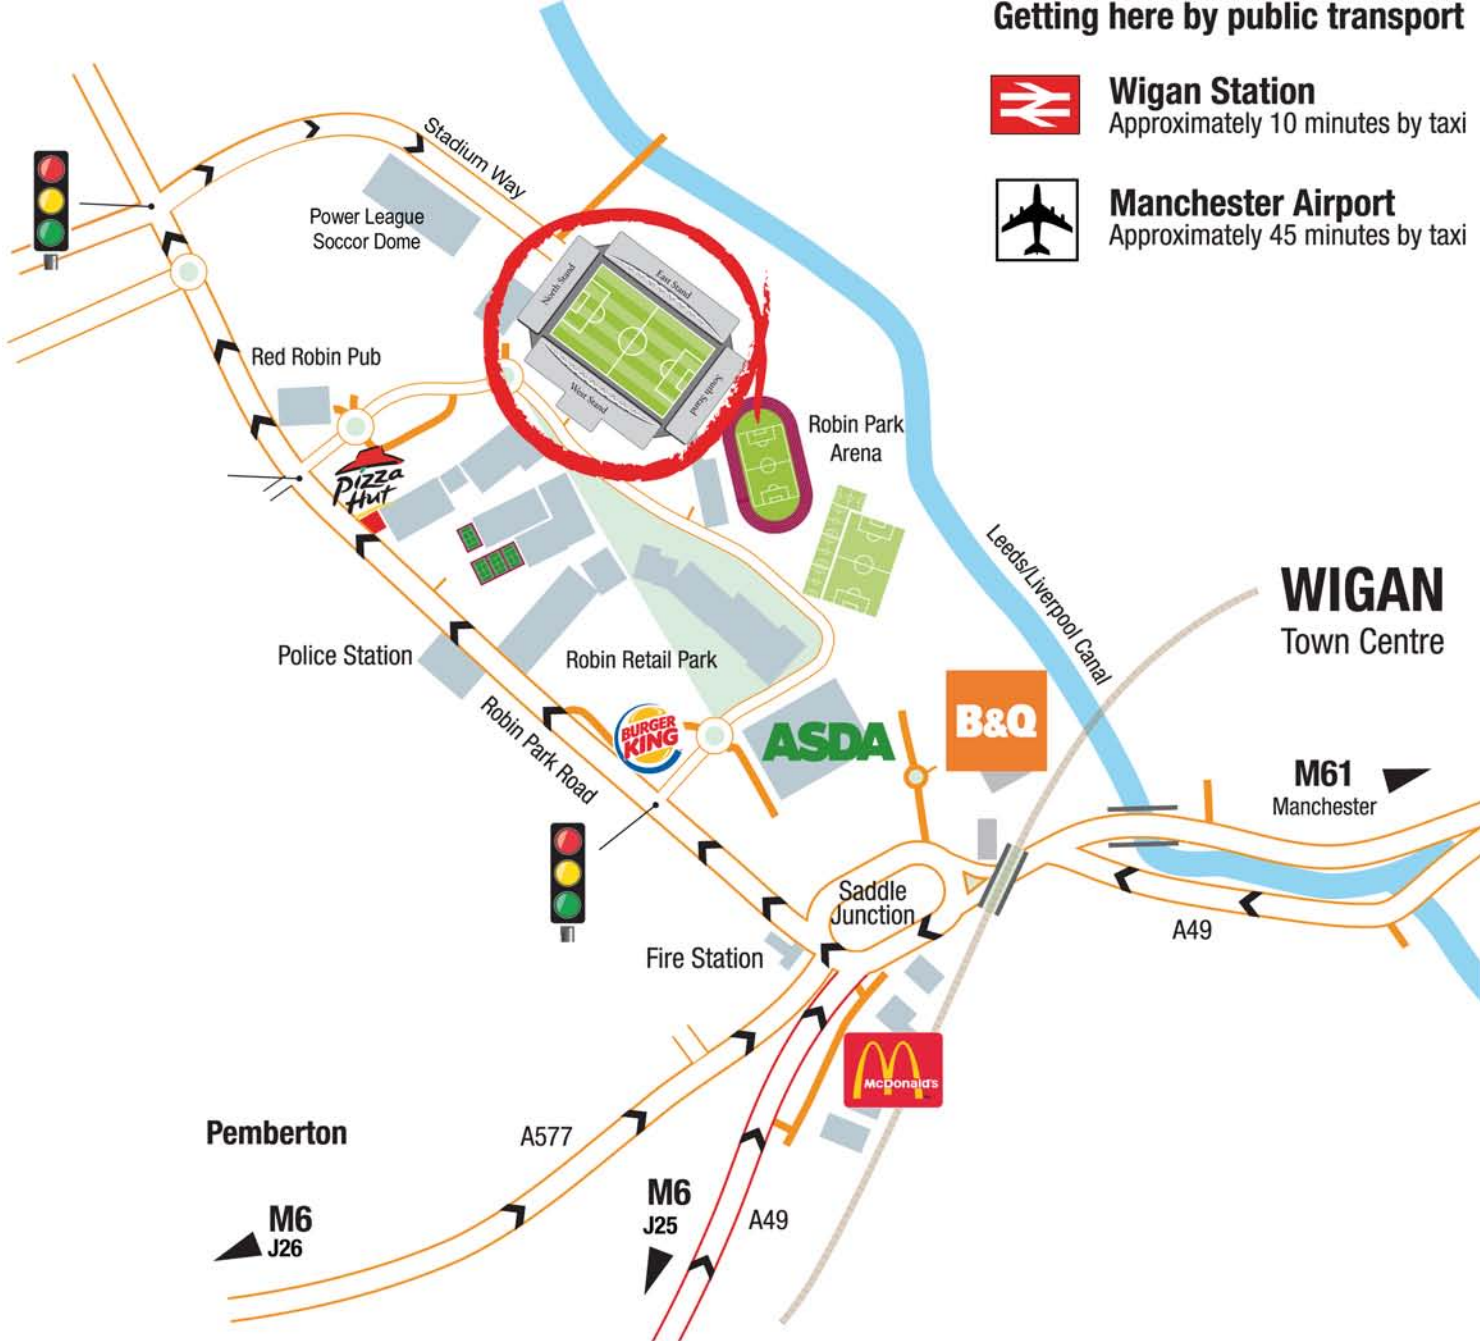 Getting here by public transport
Wigan Station
Approximately 10 minutes by taxi
Manchester Airport
Approximately 45 minutes by taxi
Stadium Way
Power League
Soccor Dome
North Stand
East Stand
West Stand
South Stand
Red Robin Pub
Robin Park
Arena
Pizza
Hut
Leeds/Liverpool Canal
WIGAN
Town Centre
Police Station
Robin Retail Park
Robin Park Road
BURGER
KING
ASDA
B&Q
M61
Manchester
Saddle
Junction
A49
Fire Station
McDonald's
Pemberton
A577
M6
J26
M6
J25
A49